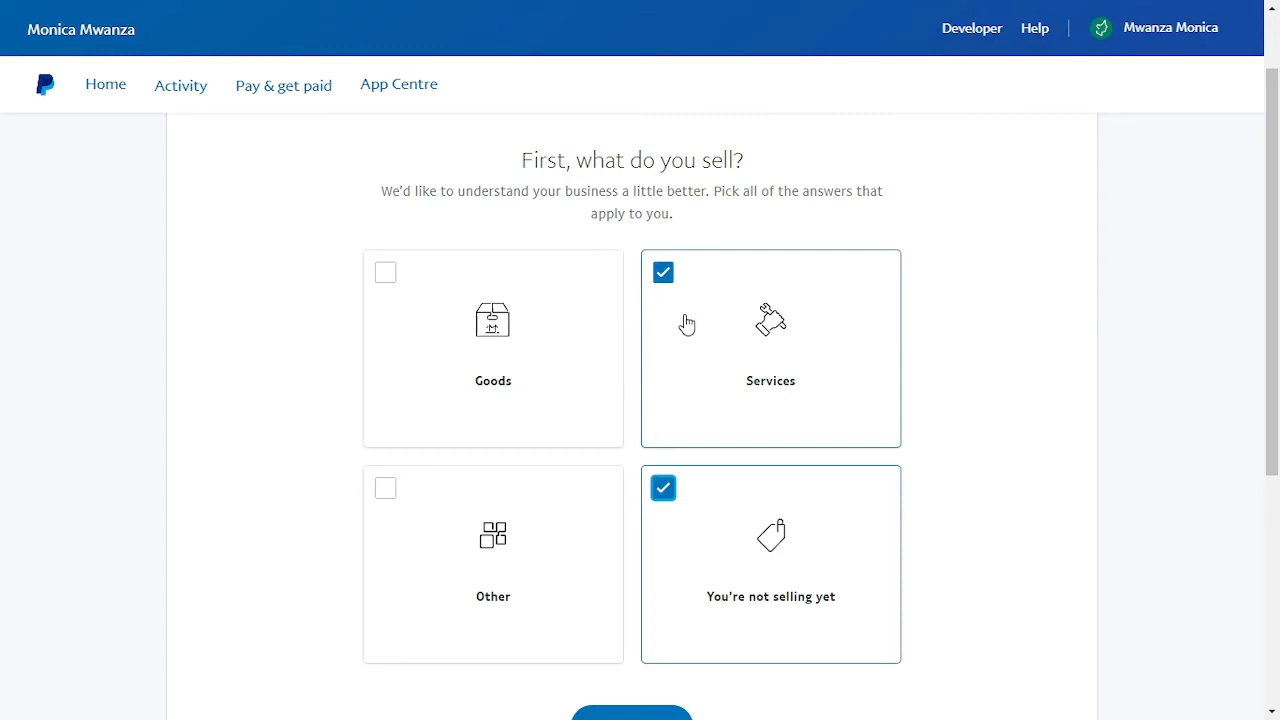 Monica Mwanza
Developer
Help
Mwanza Monica
Home
Activity
Pay & get paid
App Centre
First, what do you sell?
We'd like to understand your business a little better. Pick all of the answers that
apply to you.
Goods
Services
Other
You're not selling yet